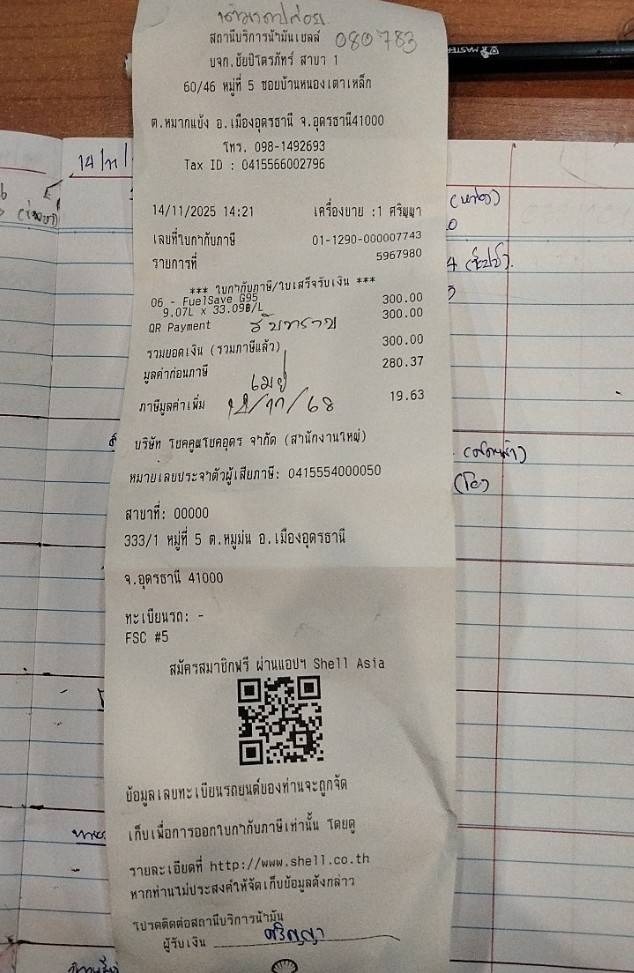 สถานีบริการน้ำมันเชลล์ 080783
บจก.ชัยปิโตรภัทร์ สาขา 1
60/46 หมู่ที่ 5 ซอยบ้านหนองเตาเหล็ก
ต.หมากแข้ง อ.เมืองอุดรธานี จ.อุดรธานี41000
โทร. 098-1492693
Tax ID : 0415566002796
14/11/2025 14:21 เครื่องขาย :1 ศริญญา
เลขที่ใบกำกับภาษี 01-1290-000007743
รายการที่ 5967980
*** ใบกำกับภาษี/ใบเสร็จรับเงิน ***
06 - FuelSave G95 300.00
9.07L x 33.09฿/L
QR Payment 300.00
รวมยอดเงิน (รวมภาษีแล้ว) 300.00
มูลค่าก่อนภาษี 280.37
ภาษีมูลค่าเพิ่ม 19.63
บริษัท โชคคูณโชคอุดร จำกัด (สำนักงานใหญ่)
หมายเลขประจำตัวผู้เสียภาษี: 0415554000050
สาขาที่: 00000
333/1 หมู่ที่ 5 ต.หมูม่น อ.เมืองอุดรธานี
จ.อุดรธานี 41000
ทะเบียนรถ: -
FSC #5
สมัครสมาชิกฟรี ผ่านแอปฯ Shell Asia
ข้อมูลเลขทะเบียนรถยนต์ของท่านจะถูกจัด
เก็บเพื่อการออกใบกำกับภาษีเท่านั้น โดยดู
รายละเอียดที่ http://www.shell.co.th
หากท่านไม่ประสงค์ให้จัดเก็บข้อมูลดังกล่าว
โปรดติดต่อสถานีบริการน้ำมัน
ผู้รับเงิน ศริญญา